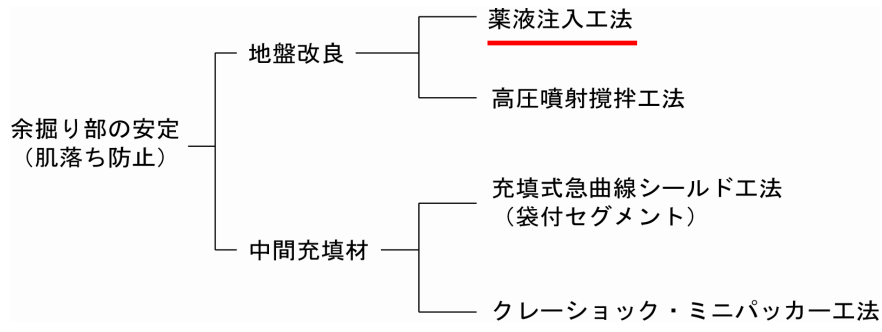 薬液注入工法
地盤改良
高圧噴射撹拌工法
余掘り部の安定
（肌落ち防止）
充填式急曲線シールド工法
（袋付セグメント）
中間充填材
クレーショック・ミニパッカー工法